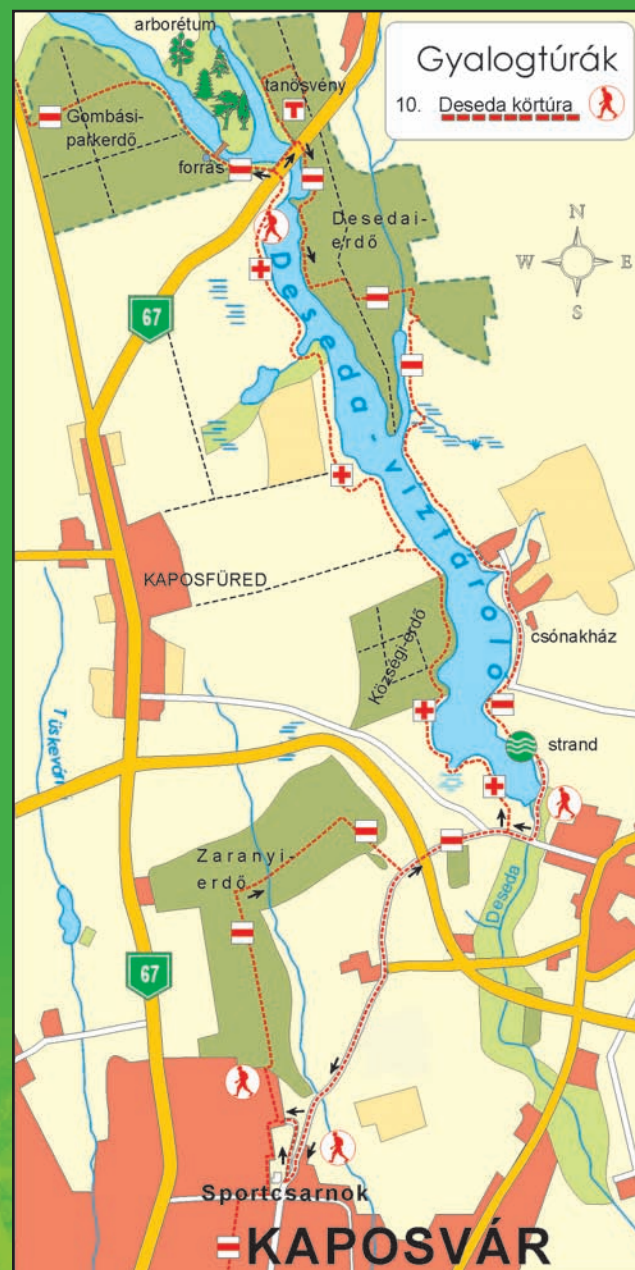 arborétum
Gyalogtúrák
10. Deseda körtúra
tanösvény
T
Gombási-
parkerdő
forrás
Desedai-
erdő
N
W E
S
67
Deseda-víztároló
KAPOSFÜRED
Községi-erdő
csónakház
strand
Zaranyi-
erdő
Deseda
67
Sportcsarnok
KAPOSVÁR